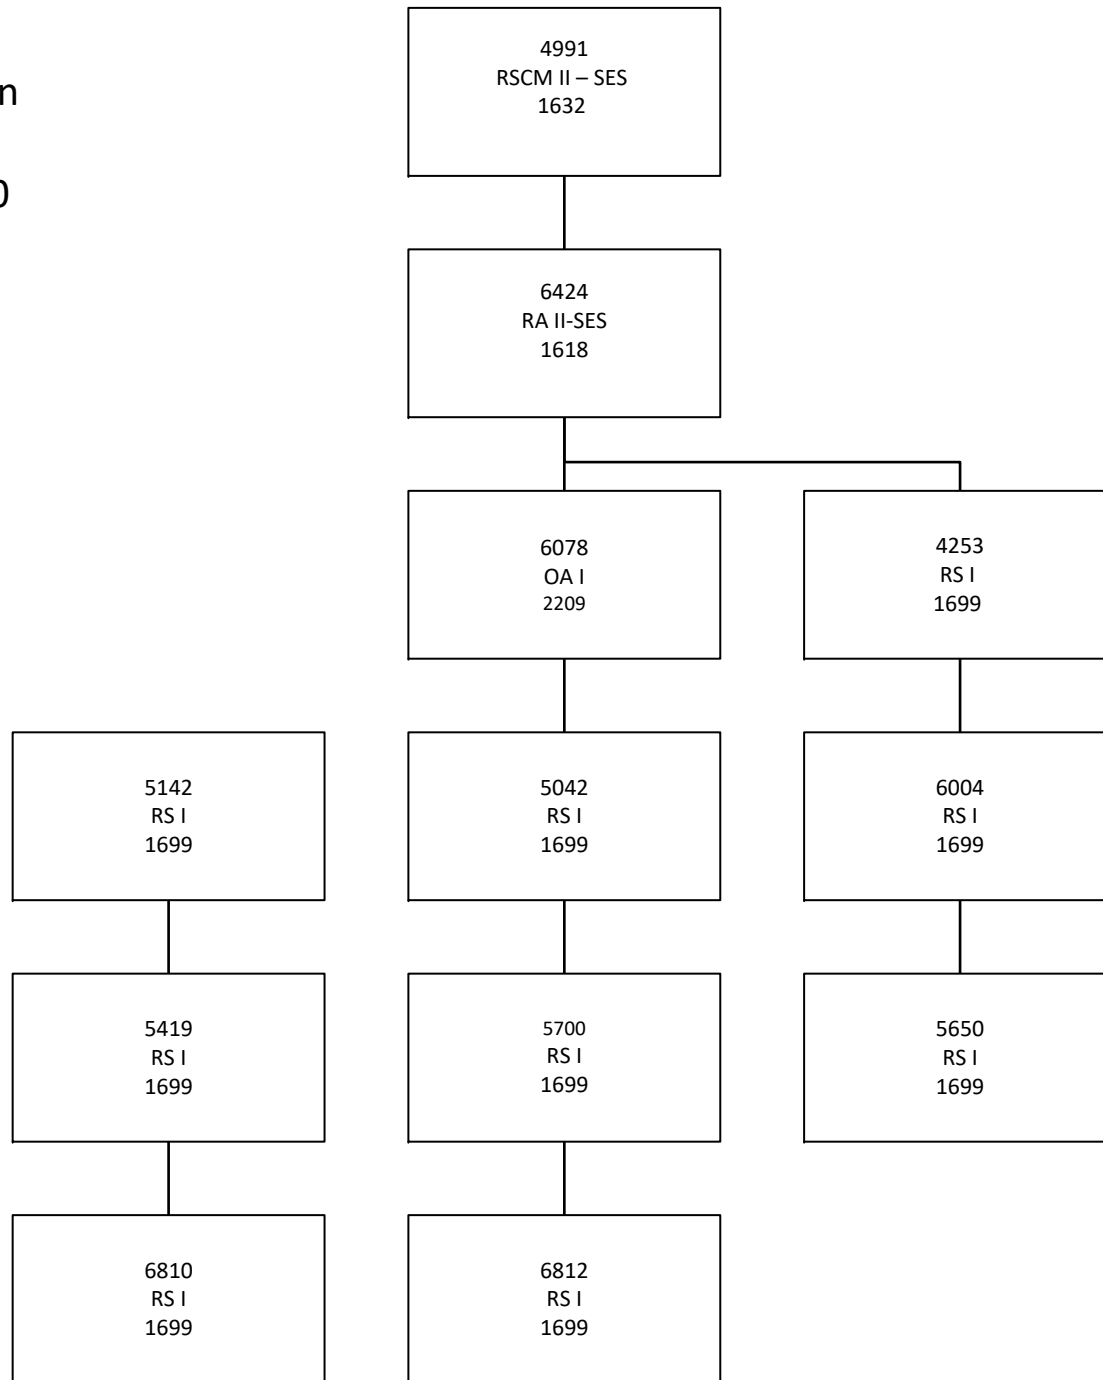 n
0
4991
RSCM II – SES
1632
6424
RA II-SES
1618
6078
OA I
2209
4253
RS I
1699
5142
RS I
1699
5042
RS I
1699
6004
RS I
1699
5419
RS I
1699
5700
RS I
1699
5650
RS I
1699
6810
RS I
1699
6812
RS I
1699